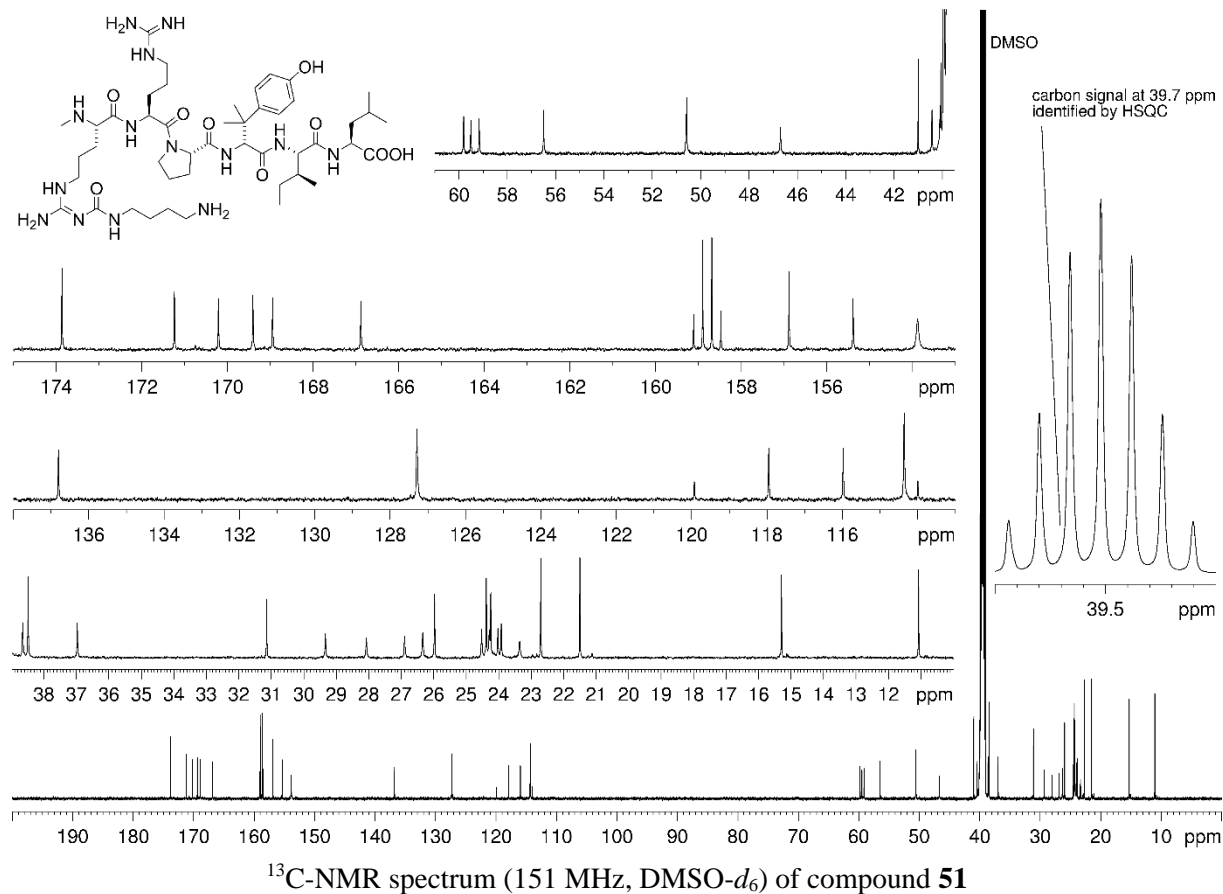 NH
H₂N
HN
OH
O
O
O
O
N
H
N
H
N
N
H
N
H
N
H
COOH
O
O
HN
O
H₂N
N
N
H
NH₂
60 58 56 54 52 50 48 46 44 42 ppm
DMSO
carbon signal at 39.7 ppm
identified by HSQC
174 172 170 168 166 164 162 160 158 156 ppm
136 134 132 130 128 126 124 122 120 118 116 ppm
39.5 ppm
38 37 36 35 34 33 32 31 30 29 28 27 26 25 24 23 22 21 20 19 18 17 16 15 14 13 12 ppm
190 180 170 160 150 140 130 120 110 100 90 80 70 60 50 40 30 20 10 ppm
¹³C-NMR spectrum (151 MHz, DMSO-d₆) of compound 51